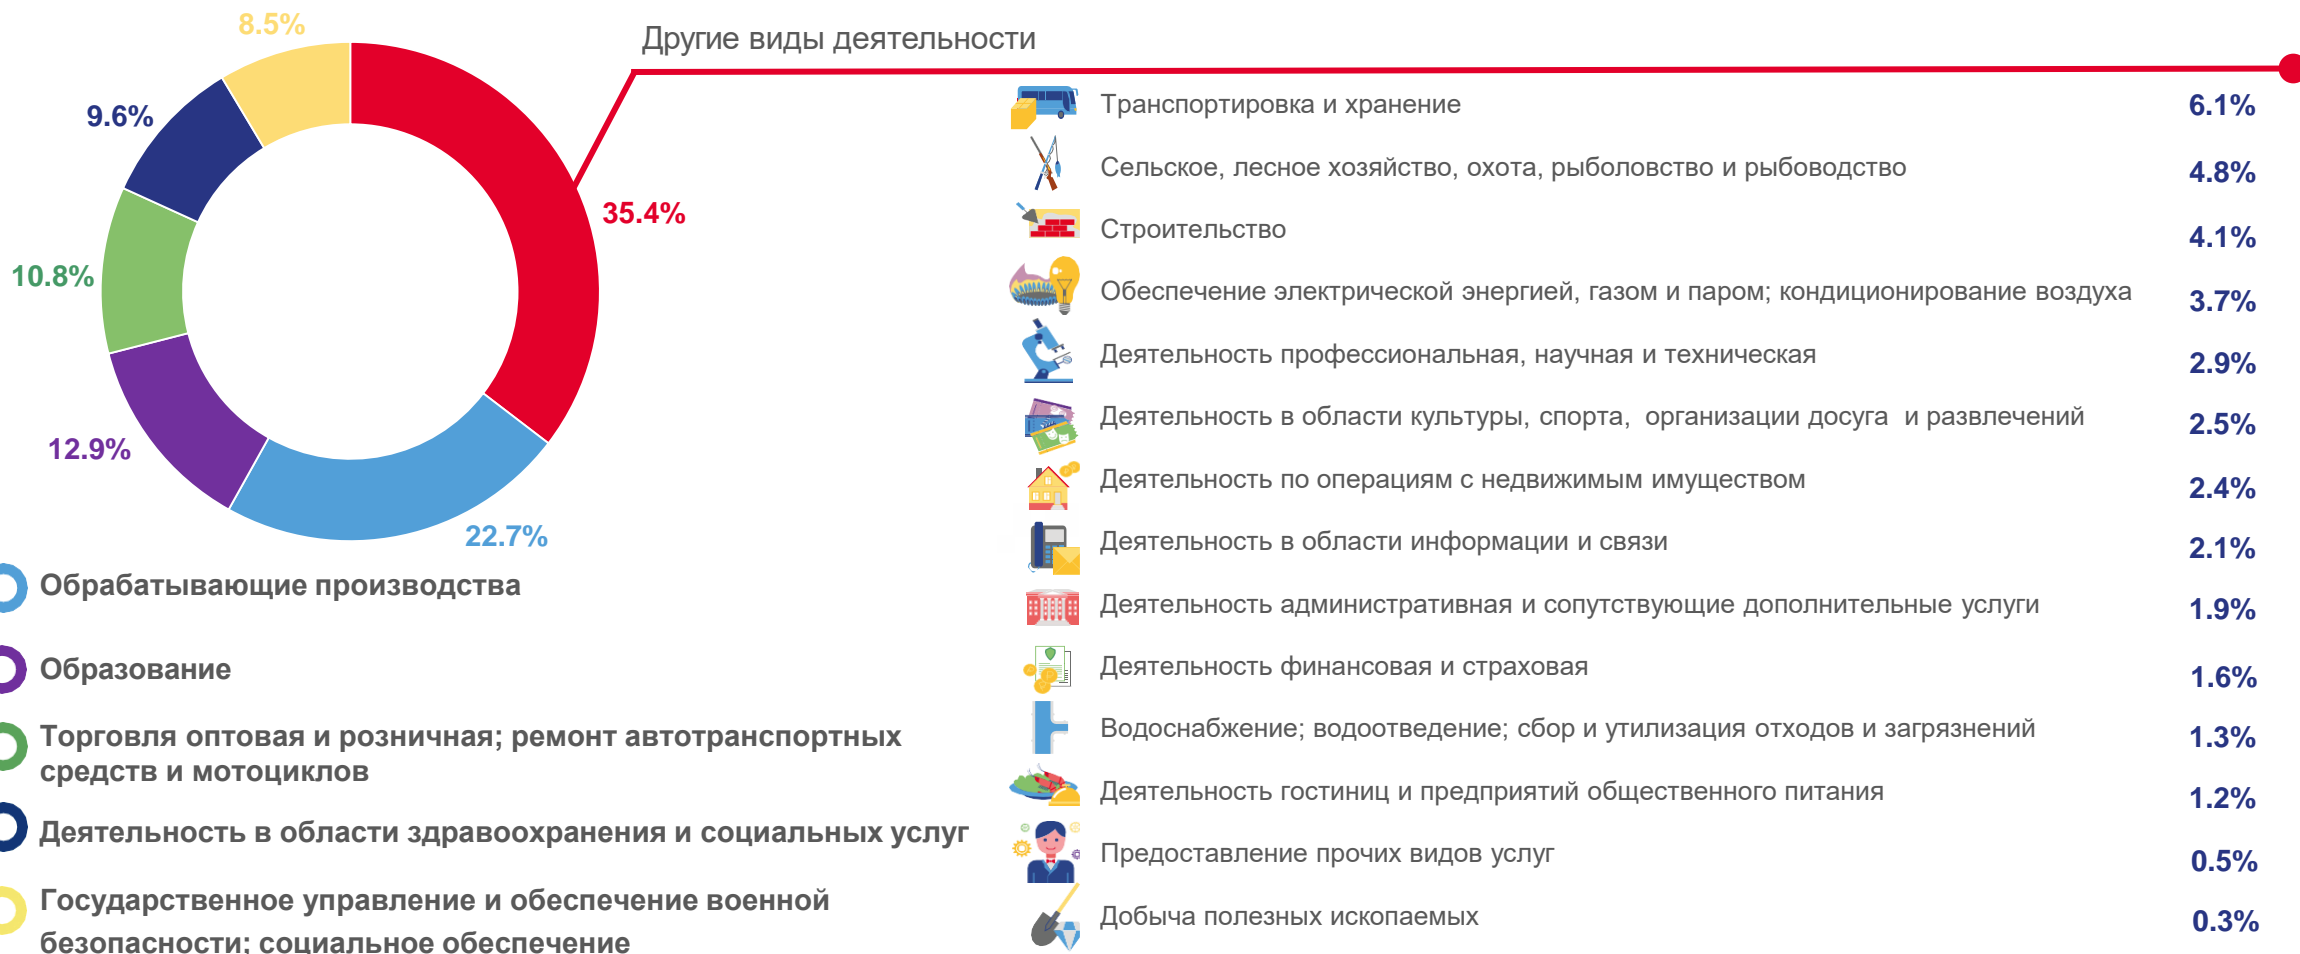 8.5%
9.6%
10.8%
12.9%
22.7%
35.4%
Обрабатывающие производства
Образование
Торговля оптовая и розничная; ремонт автотранспортных
средств и мотоциклов
Деятельность в области здравоохранения и социальных услуг
Государственное управление и обеспечение военной
безопасности; социальное обеспечение
Другие виды деятельности
Транспортировка и хранение 6.1%
Сельское, лесное хозяйство, охота, рыболовство и рыбоводство 4.8%
Строительство 4.1%
Обеспечение электрической энергией, газом и паром; кондиционирование воздуха 3.7%
Деятельность профессиональная, научная и техническая 2.9%
Деятельность в области культуры, спорта, организации досуга и развлечений 2.5%
Деятельность по операциям с недвижимым имуществом 2.4%
Деятельность в области информации и связи 2.1%
Деятельность административная и сопутствующие дополнительные услуги 1.9%
Деятельность финансовая и страховая 1.6%
Водоснабжение; водоотведение; сбор и утилизация отходов и загрязнений 1.3%
Деятельность гостиниц и предприятий общественного питания 1.2%
Предоставление прочих видов услуг 0.5%
Добыча полезных ископаемых 0.3%